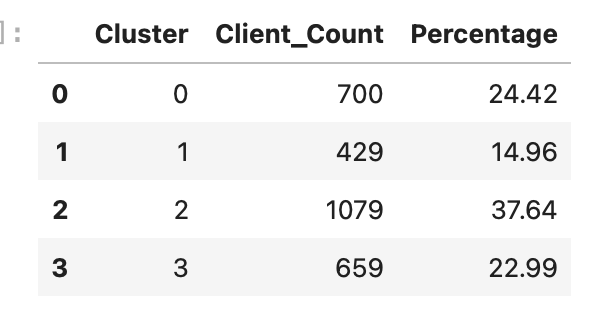 ]:
Cluster Client_Count Percentage
0 0 700 24.42
1 1 429 14.96
2 2 1079 37.64
3 3 659 22.99